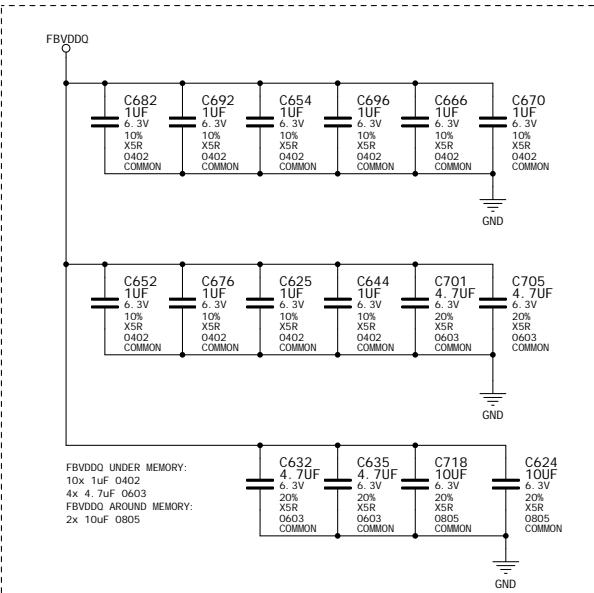 FBVDDQ
C682 C692 C654 C696 C666 C670
1UF 1UF 1UF 1UF 1UF 1UF
6.3V 6.3V 6.3V 6.3V 6.3V 6.3V
10% 10% 10% 10% 10% 10%
X5R X5R X5R X5R X5R X5R
0402 0402 0402 0402 0402 0402
COMMON COMMON COMMON COMMON COMMON COMMON
GND
C652 C676 C625 C644 C701 C705
1UF 1UF 1UF 1UF 4.7UF 4.7UF
6.3V 6.3V 6.3V 6.3V 6.3V 6.3V
10% 10% 10% 10% 20% 20%
X5R X5R X5R X5R X5R X5R
0402 0402 0402 0402 0603 0603
COMMON COMMON COMMON COMMON COMMON COMMON
GND
FBVDDQ UNDER MEMORY:
10x 1uF 0402
4x 4.7uF 0603
FBVDDQ AROUND MEMORY:
2x 10uF 0805
C632 C635 C718 C624
4.7UF 4.7UF 10UF 10UF
6.3V 6.3V 6.3V 6.3V
20% 20% 20% 20%
X5R X5R X5R X5R
0603 0603 0805 0805
COMMON COMMON COMMON COMMON
GND